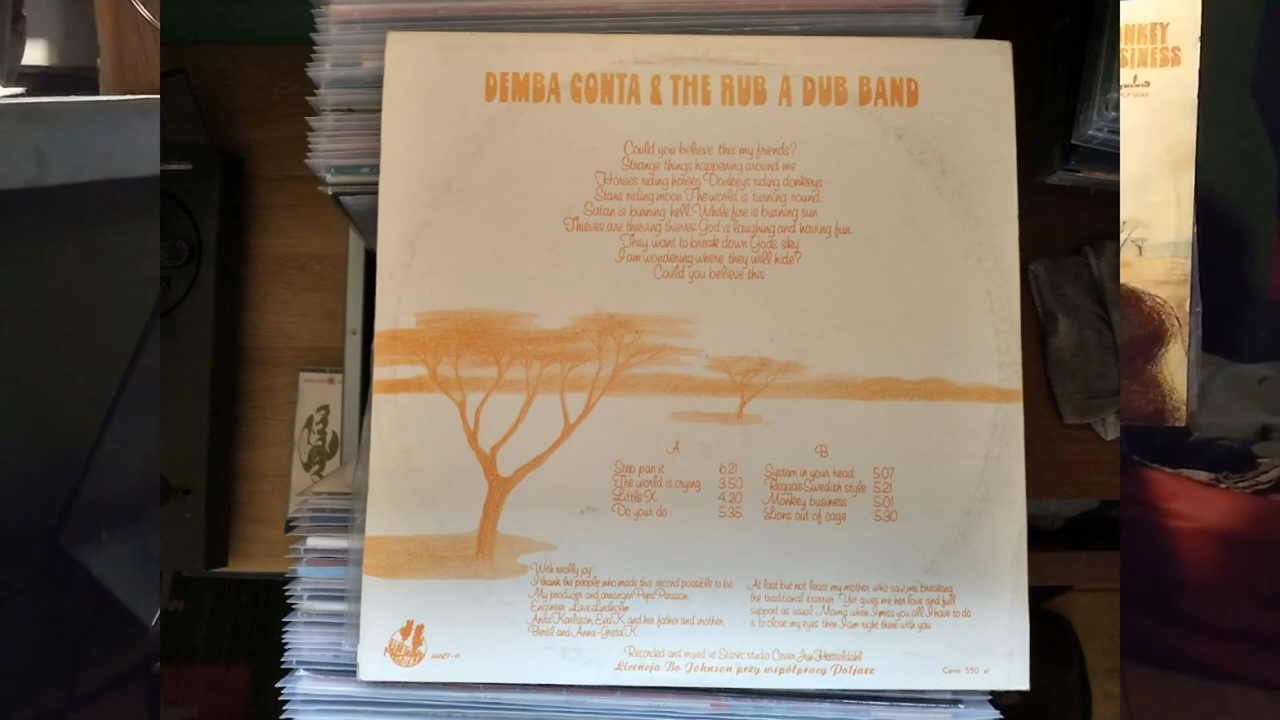 DEMBA CONTA & THE RUB A DUB BAND
Could you believe this my friends?
Strange things happening around me
Horses riding horses Donkeys riding donkeys
Stars riding moon The world is turning round
Satan is burning hell While fire is burning sun
Thieves are thieving thieves God is laughing and having fun
They want to break down Gods sky
I am wondering where they will hide?
Could you believe this
A
Step pan it 6.21
The world is crying 3.50
Little X 4.20
Do your do 5.35
B
System in your head 5.07
Reggae Swedish style 5.21
Monkey business 5.01
Lions out of cage 5.30
With really joy
I thank the people who made this record possible to be
My producer and arranger Pepe Persson
Engineer Lave Lindholm
Anita Karlsson, Eva K. and her father and mother,
Bertil and Anna-Greta K.
At last but not least my mother who saw me breaking
the traditional barrier. Yet gives me her love and full
support as usual. Mama when I miss you all I have to do
is to close my eyes then I am right there with you
Recorded and mixed at Starec studio Cover Jan Hesseldahl
Licencja Bo Johnson przy współpracy Poljazz
Cena 550 zł
NKEY
SINESS